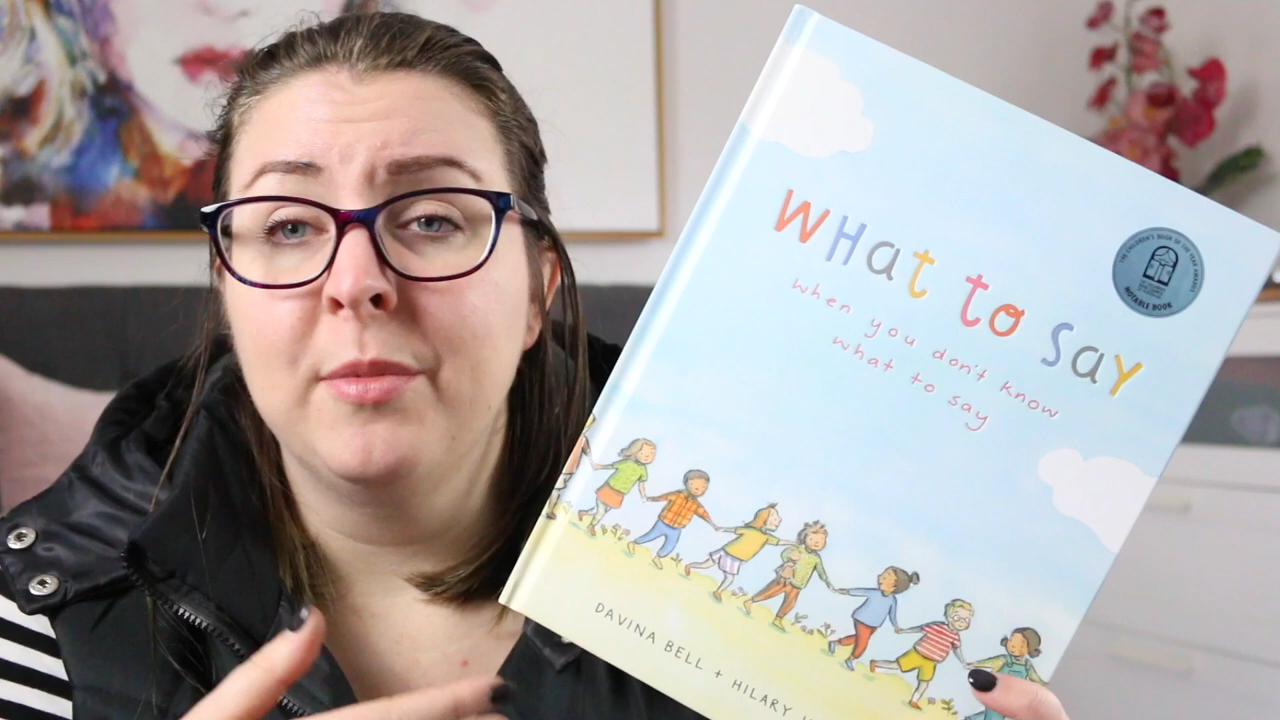 WHat to Say
when you don't know
what to say
THE CHILDREN'S BOOK OF THE YEAR AWARDS
NOTABLE BOOK
DAVINA BELL + HILARY